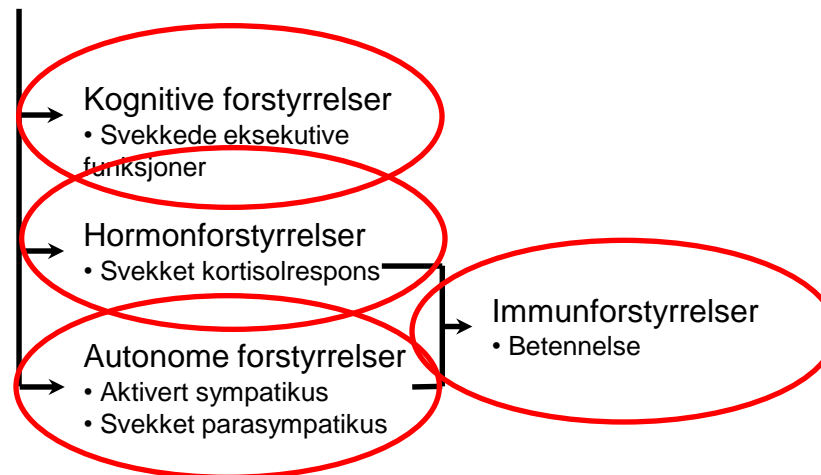 Kognitive forstyrrelser
• Svekkede eksekutive
funksjoner
Hormonforstyrrelser
• Svekket kortisolrespons
Autonome forstyrrelser
• Aktivert sympatikus
• Svekket parasympatikus
Immunforstyrrelser
• Betennelse